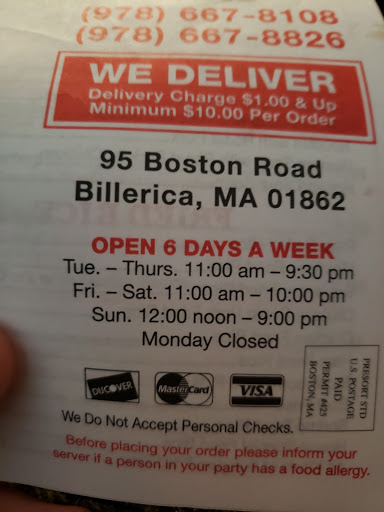 (978) 667-8108
(978) 667-8826
WE DELIVER
Delivery Charge $1.00 & Up
Minimum $10.00 Per Order
95 Boston Road
Billerica, MA 01862
OPEN 6 DAYS A WEEK
Tue. – Thurs. 11:00 am – 9:30 pm
Fri. – Sat. 11:00 am – 10:00 pm
Sun. 12:00 noon – 9:00 pm
Monday Closed
DISCOVER
MasterCard
VISA
PRESORT STD
U.S. POSTAGE
PAID
PERMIT #429
BOSTON, MA
We Do Not Accept Personal Checks.
Before placing your order please inform your
server if a person in your party has a food allergy.